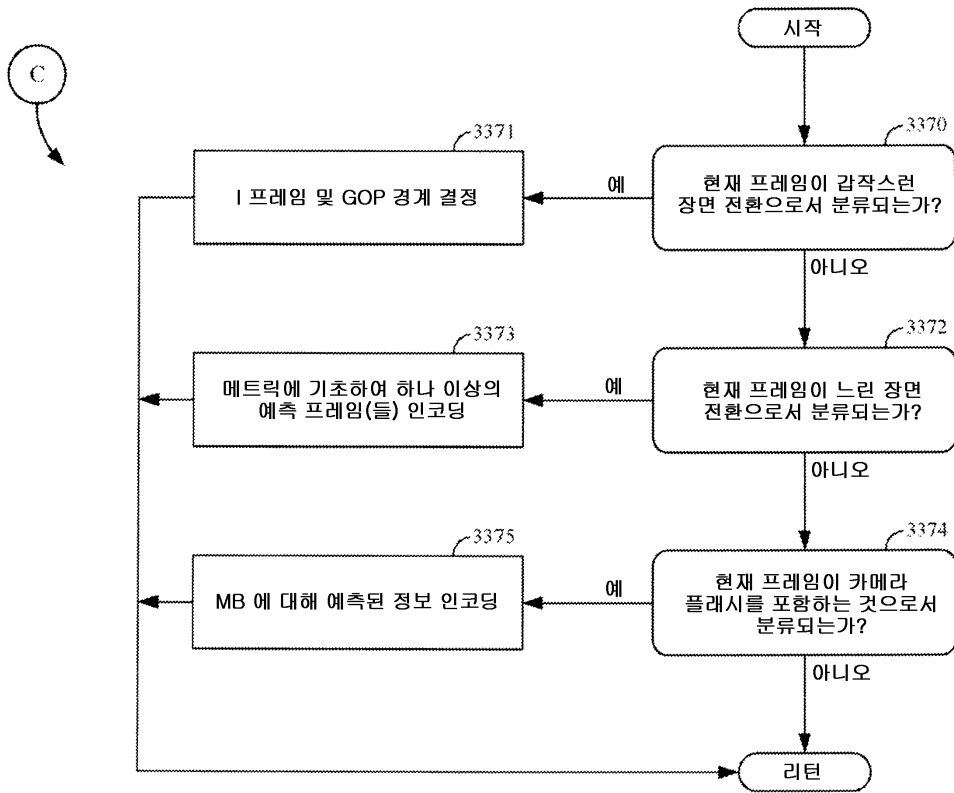 시작
C
3370
현재 프레임이 갑작스런
장면 전환으로서 분류되는가?
예
3371
I 프레임 및 GOP 경계 결정
아니오
3372
현재 프레임이 느린 장면
전환으로서 분류되는가?
예
3373
메트릭에 기초하여 하나 이상의
예측 프레임(들) 인코딩
아니오
3374
현재 프레임이 카메라
플래시를 포함하는 것으로서
분류되는가?
예
3375
MB 에 대해 예측된 정보 인코딩
아니오
리턴